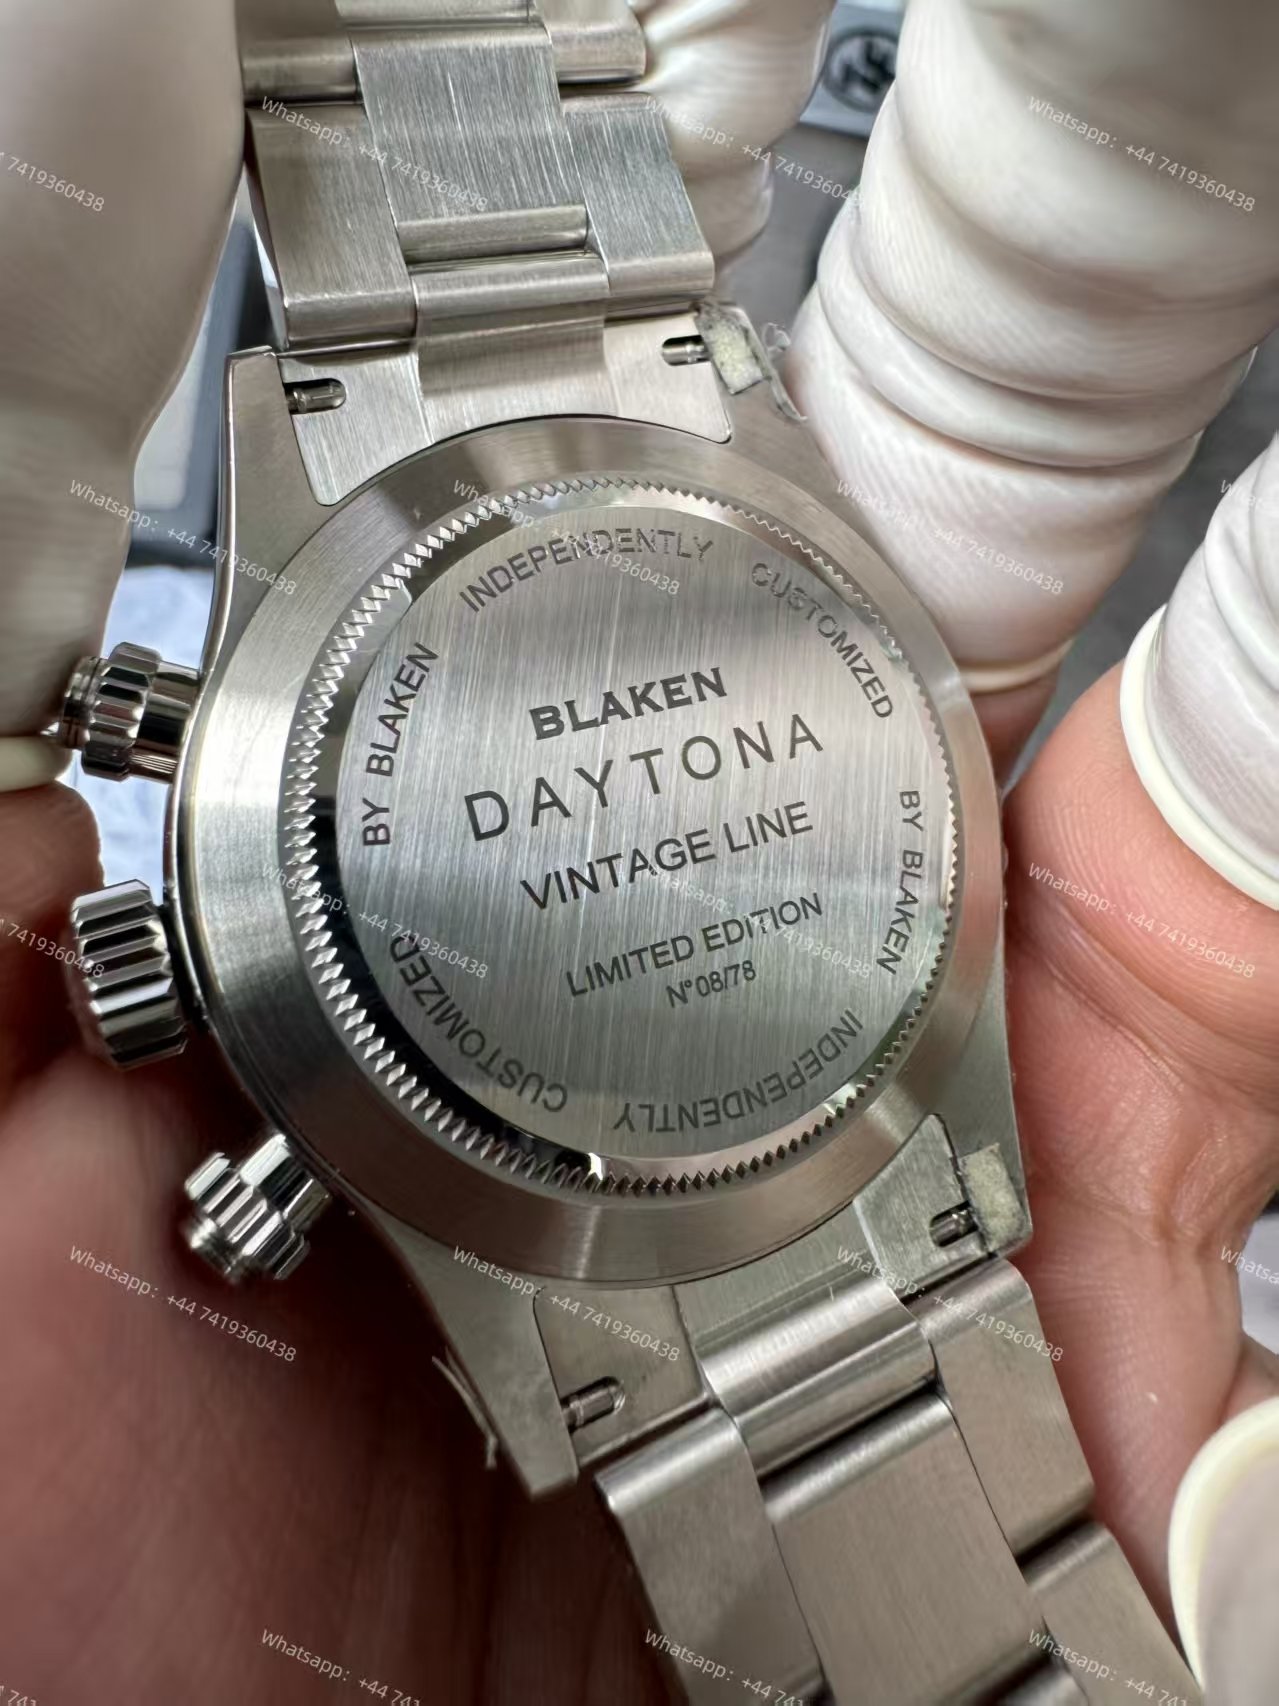 BLAKEN
DAYTONA
VINTAGE LINE
LIMITED EDITION
N° 08/78
BY BLAKEN INDEPENDENTLY CUSTOMIZED
BY BLAKEN INDEPENDENTLY CUSTOMIZED
Whatsapp: +44 7419360438